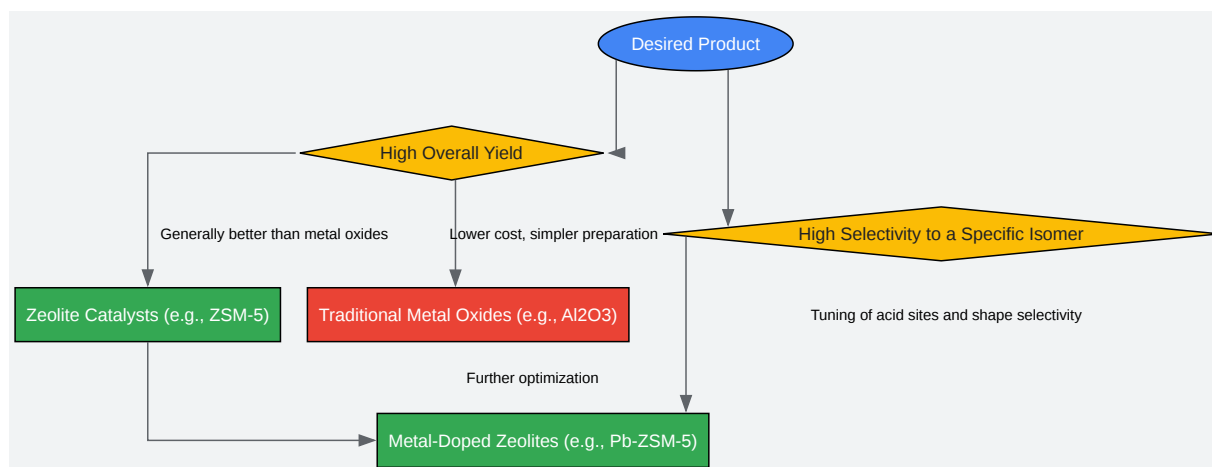 Desired Product
High Overall Yield
Generally better than metal oxides
Lower cost, simpler preparation
High Selectivity to a Specific Isomer
Zeolite Catalysts (e.g., ZSM-5)
Traditional Metal Oxides (e.g., Al2O3)
Tuning of acid sites and shape selectivity
Further optimization
Metal-Doped Zeolites (e.g., Pb-ZSM-5)